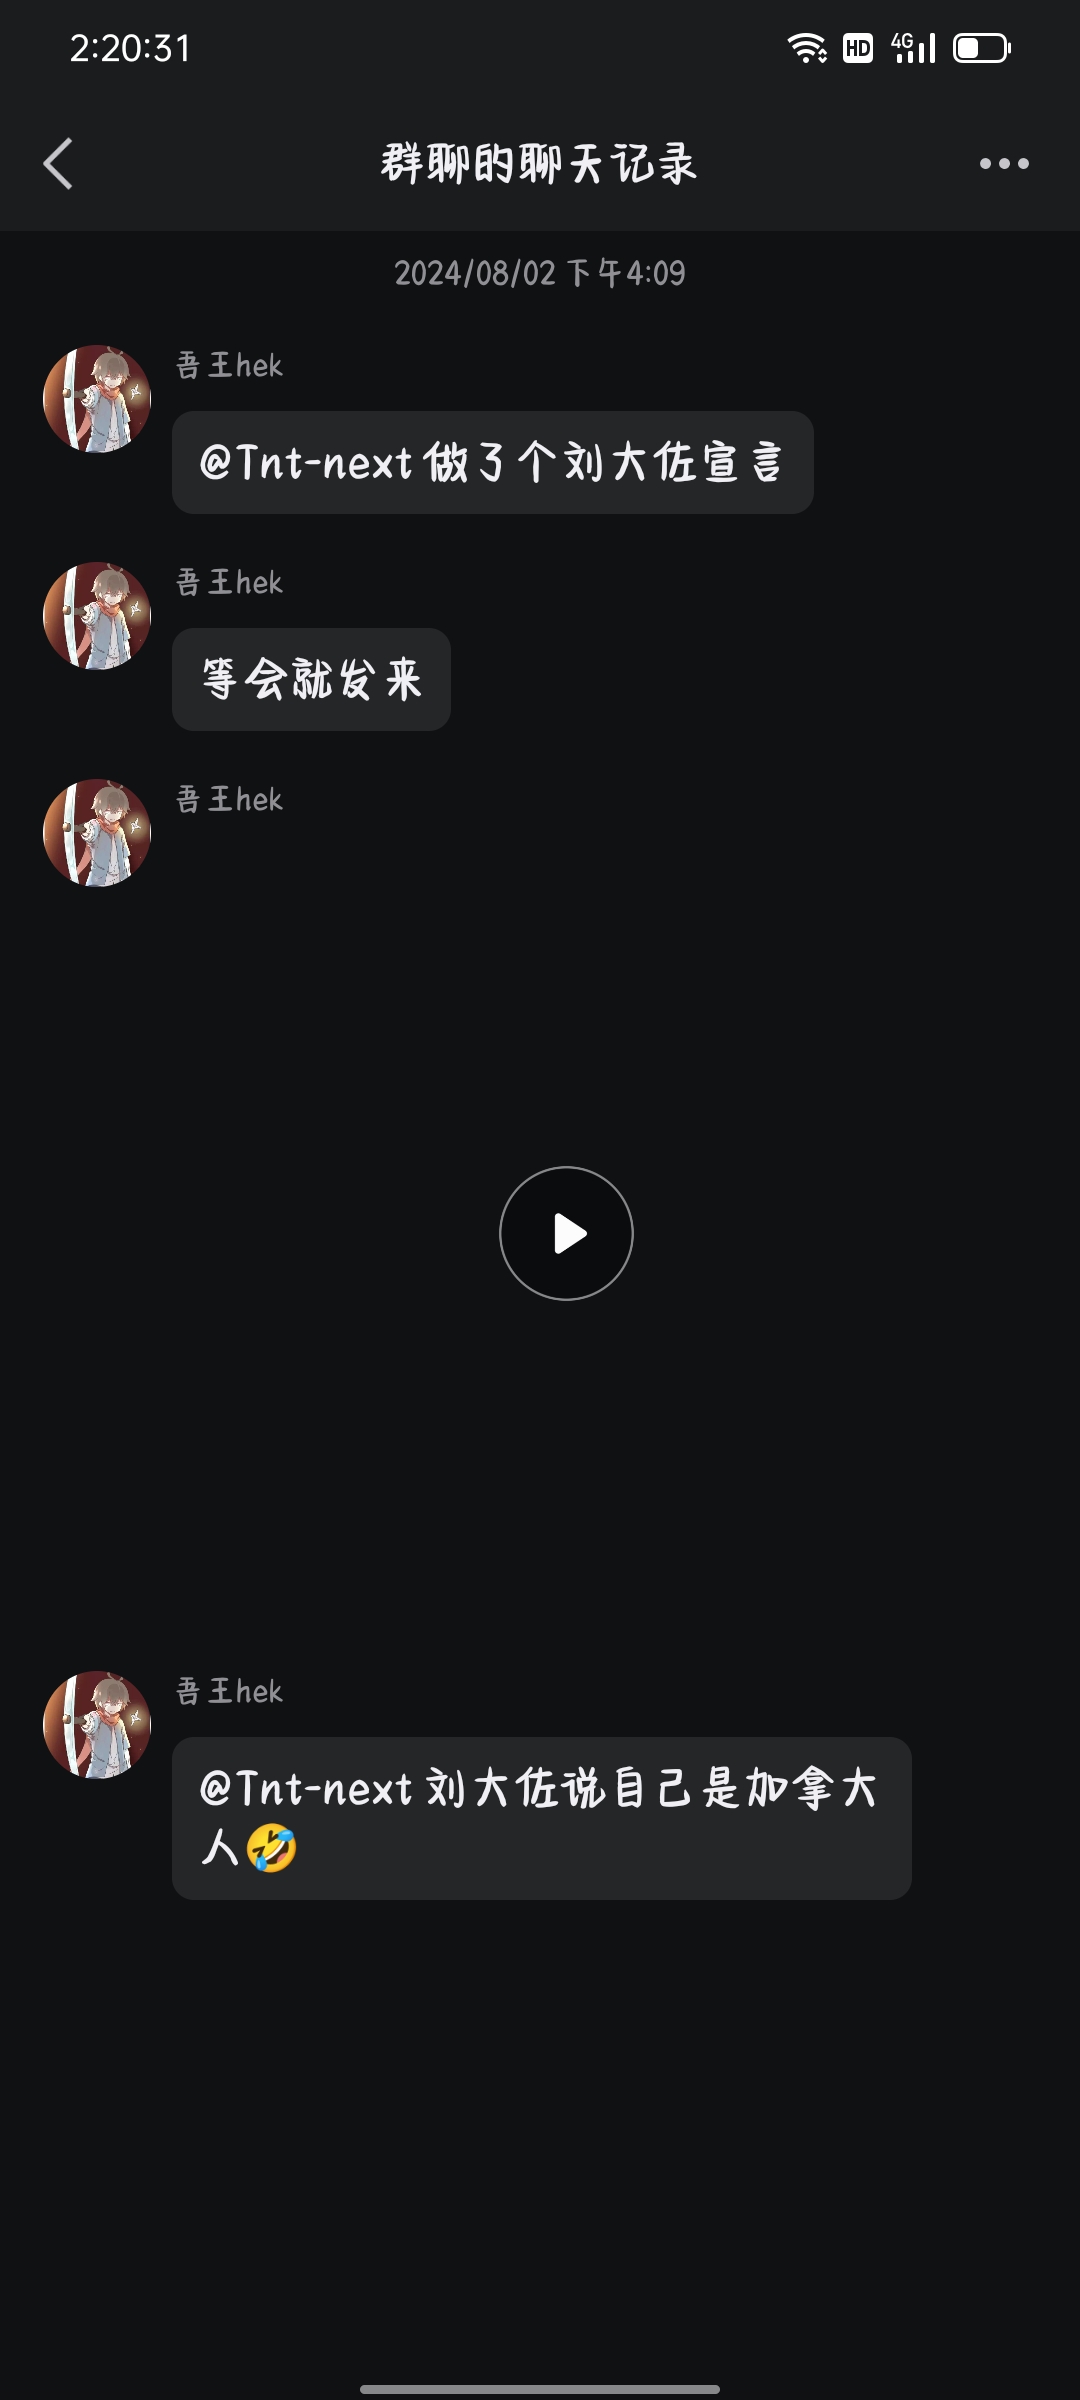 2:20:31
HD
4G
群聊的聊天记录
2024/08/02 下午4:09
吾王hek
@Tnt-next 做了个刘大佐宣言
吾王hek
等会就发来
吾王hek
吾王hek
@Tnt-next 刘大佐说自己是加拿大
人🤣